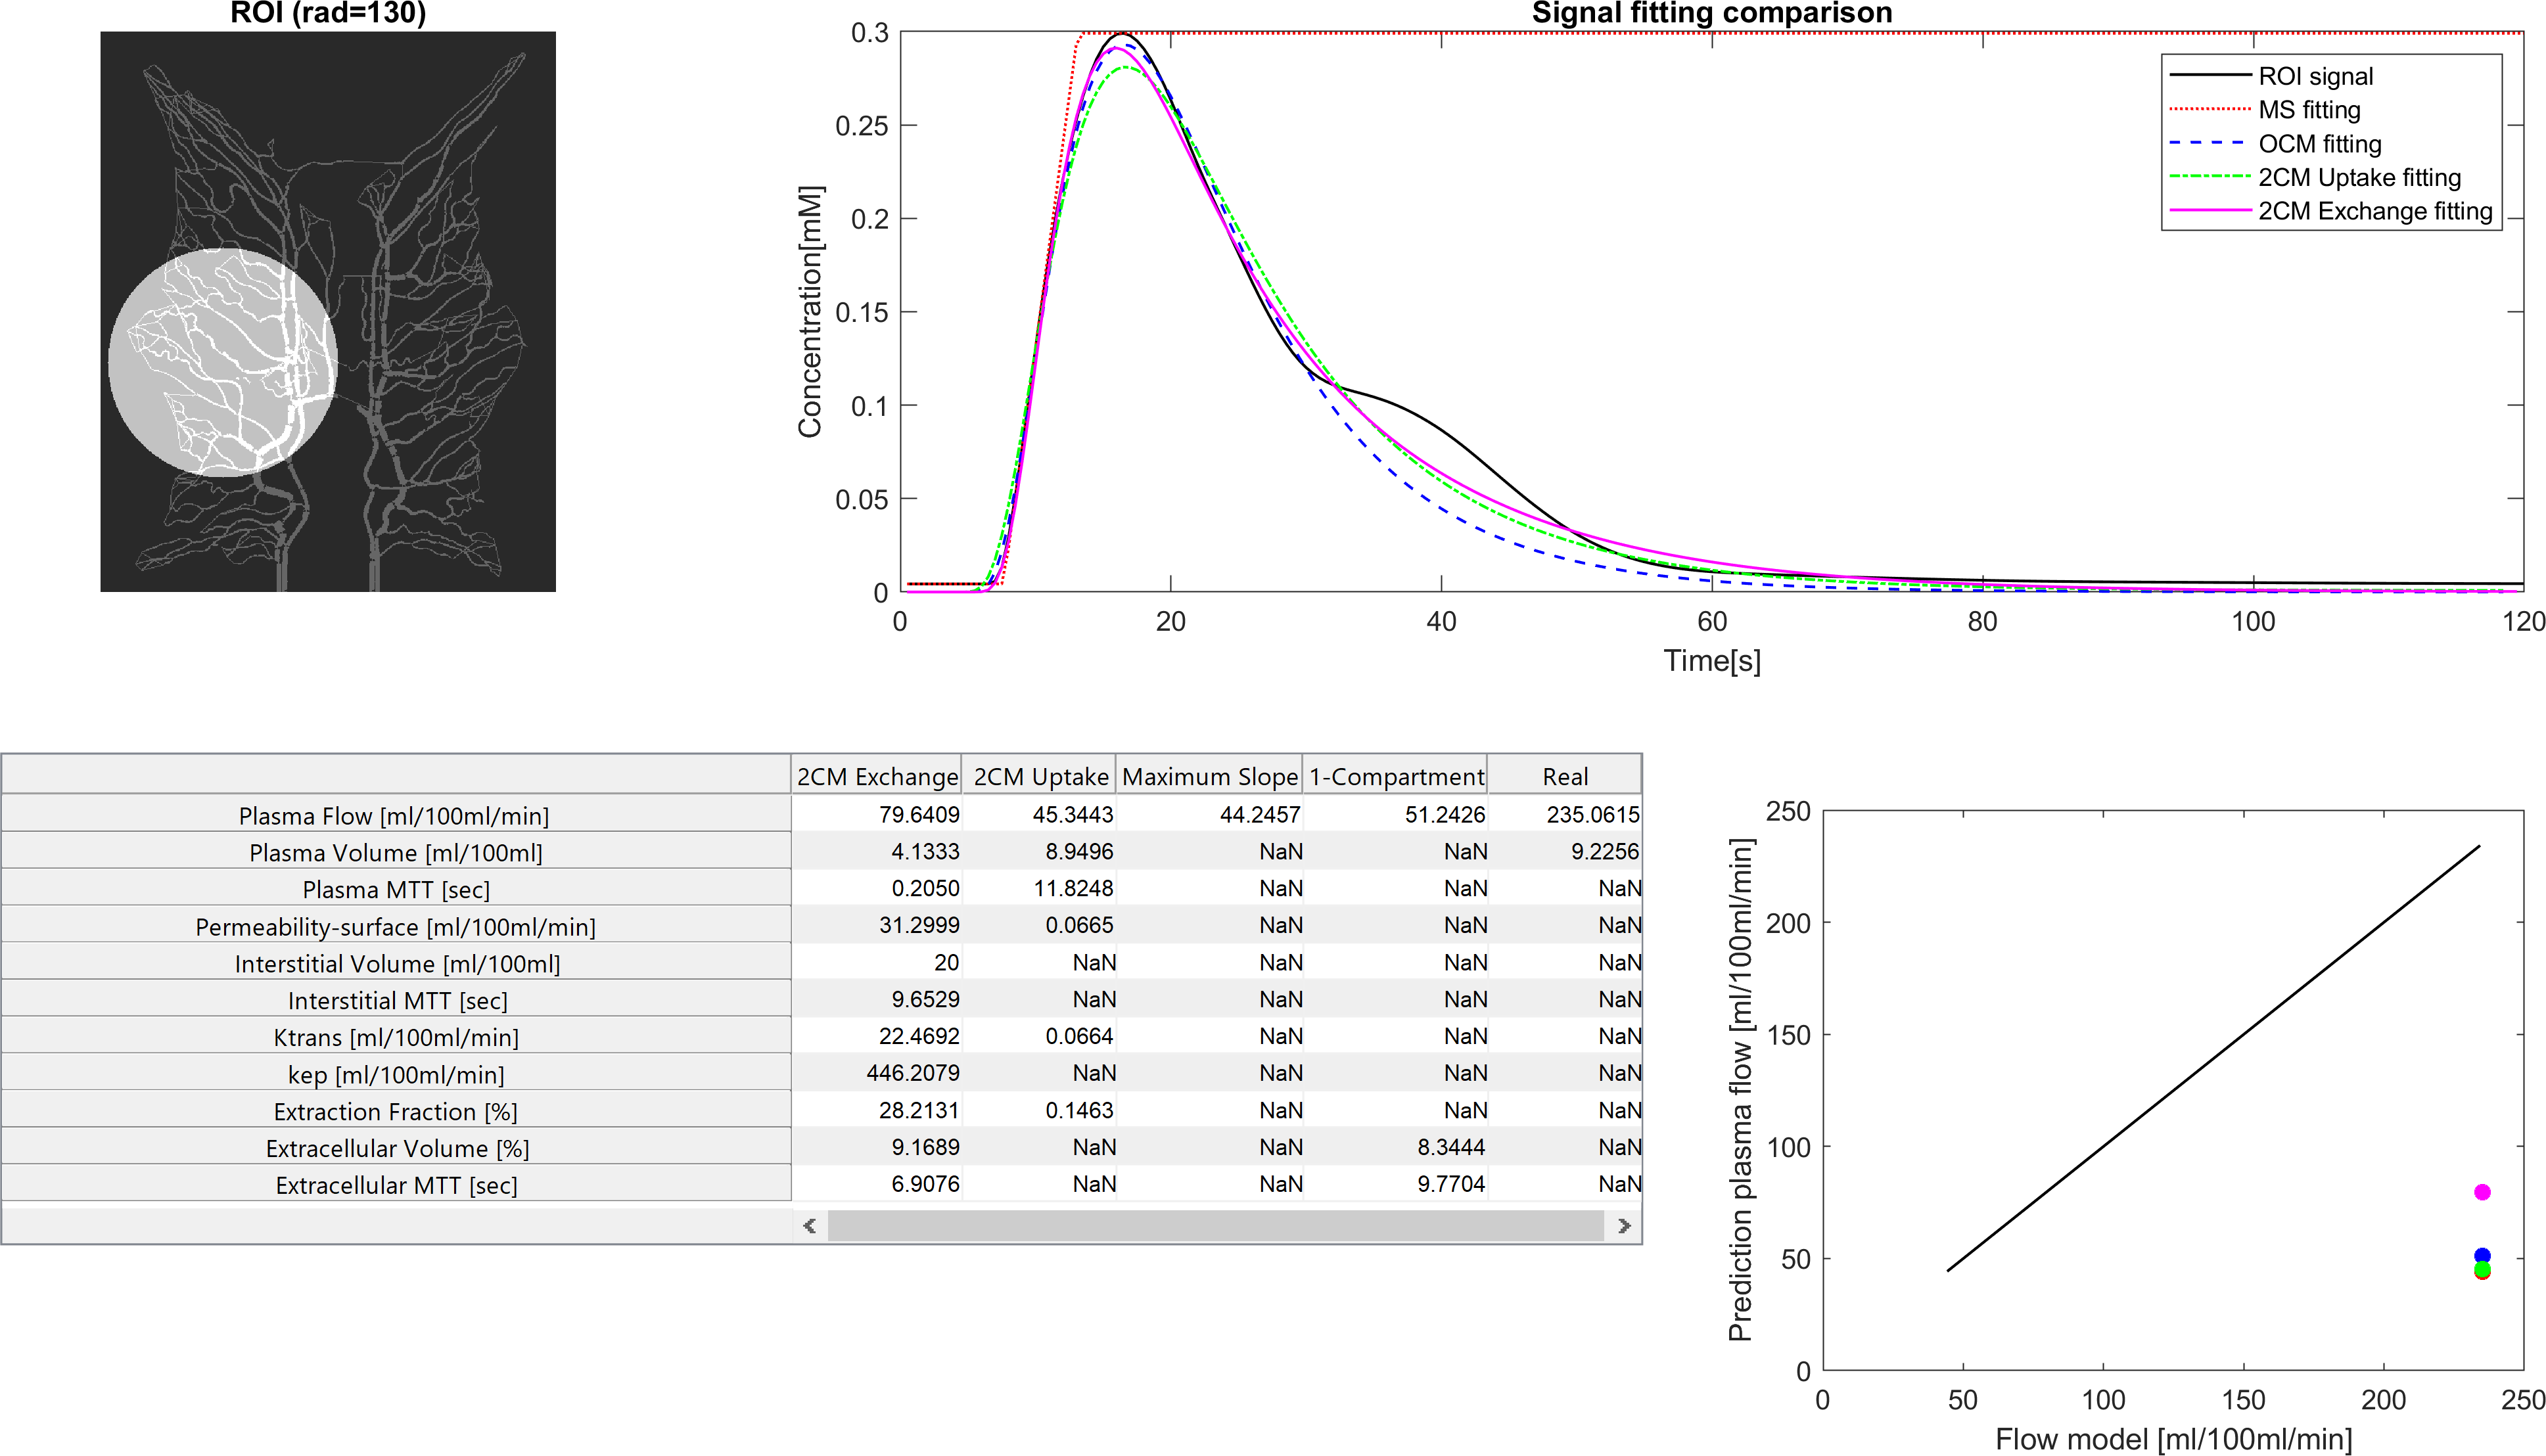 ROI (rad=130)
Signal fitting comparison
0.3
0.25
0.2
0.15
0.1
0.05
0
Concentration[mM]
0 20 40 60 80 100 120
Time[s]
ROI signal
MS fitting
OCM fitting
2CM Uptake fitting
2CM Exchange fitting
2CM Exchange 2CM Uptake Maximum Slope 1-Compartment Real
Plasma Flow [ml/100ml/min] 79.6409 45.3443 44.2457 51.2426 235.0615
Plasma Volume [ml/100ml] 4.1333 8.9496 NaN NaN 9.2256
Plasma MTT [sec] 0.2050 11.8248 NaN NaN NaN
Permeability-surface [ml/100ml/min] 31.2999 0.0665 NaN NaN NaN
Interstitial Volume [ml/100ml] 20 NaN NaN NaN NaN
Interstitial MTT [sec] 9.6529 NaN NaN NaN NaN
Ktrans [ml/100ml/min] 22.4692 0.0664 NaN NaN NaN
kep [ml/100ml/min] 446.2079 NaN NaN NaN NaN
Extraction Fraction [%] 28.2131 0.1463 NaN NaN NaN
Extracellular Volume [%] 9.1689 NaN NaN 8.3444 NaN
Extracellular MTT [sec] 6.9076 NaN NaN 9.7704 NaN
250
200
150
100
50
0
Prediction plasma flow [ml/100ml/min]
0 50 100 150 200 250
Flow model [ml/100ml/min]